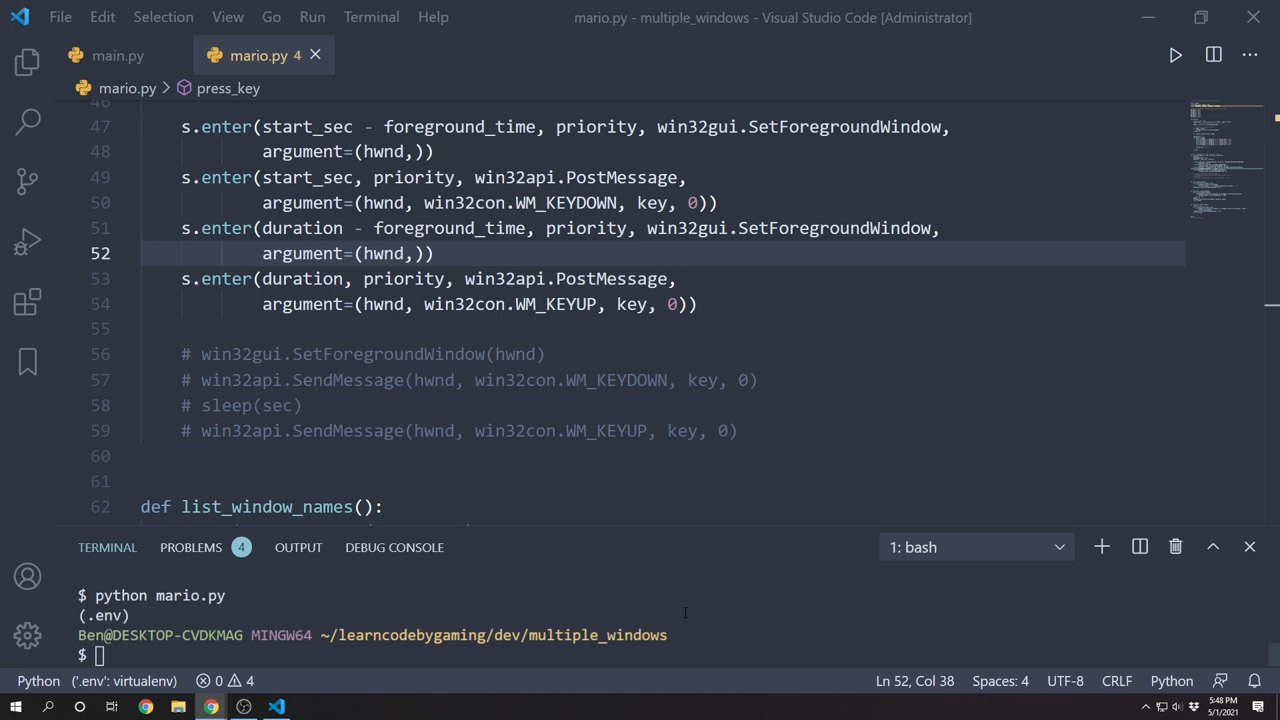 File Edit Selection View Go Run Terminal Help
mario.py - multiple_windows - Visual Studio Code [Administrator]
main.py
mario.py 4
mario.py > press_key
46
47 s.enter(start_sec - foreground_time, priority, win32gui.SetForegroundWindow,
48 argument=(hwnd,))
49 s.enter(start_sec, priority, win32api.PostMessage,
50 argument=(hwnd, win32con.WM_KEYDOWN, key, 0))
51 s.enter(duration - foreground_time, priority, win32gui.SetForegroundWindow,
52 argument=(hwnd,))
53 s.enter(duration, priority, win32api.PostMessage,
54 argument=(hwnd, win32con.WM_KEYUP, key, 0))
55
56 # win32gui.SetForegroundWindow(hwnd)
57 # win32api.SendMessage(hwnd, win32con.WM_KEYDOWN, key, 0)
58 # sleep(sec)
59 # win32api.SendMessage(hwnd, win32con.WM_KEYUP, key, 0)
60
61
62 def list_window_names():
TERMINAL PROBLEMS 4 OUTPUT DEBUG CONSOLE
1: bash
$ python mario.py
(.env)
Ben@DESKTOP-CVDKMAG MINGW64 ~/learncodebygaming/dev/multiple_windows
$
Python ('.env': virtualenv) 0 4
Ln 52, Col 38 Spaces: 4 UTF-8 CRLF Python
5:48 PM
5/1/2021